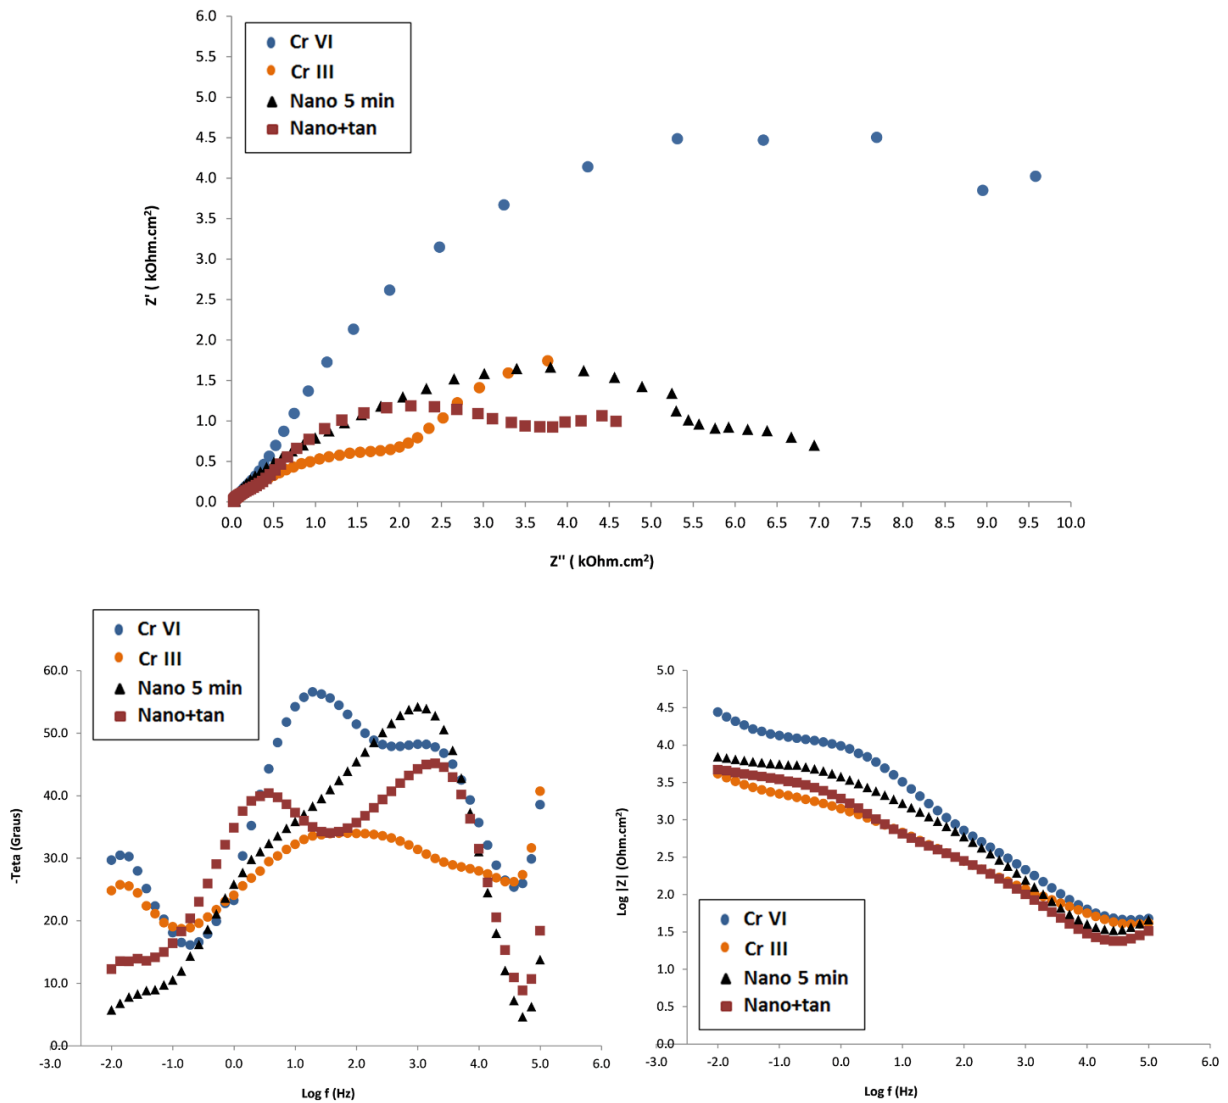 6.0
5.5
5.0
4.5
4.0
3.5
3.0
2.5
2.0
1.5
1.0
0.5
0.0
Z' ( kOhm.cm²)
Cr VI
Cr III
Nano 5 min
Nano+tan
0.0 0.5 1.0 1.5 2.0 2.5 3.0 3.5 4.0 4.5 5.0 5.5 6.0 6.5 7.0 7.5 8.0 8.5 9.0 9.5 10.0
Z'' ( kOhm.cm²)
Cr VI
Cr III
Nano 5 min
Nano+tan
60.0
50.0
40.0
30.0
20.0
10.0
0.0
-Teta (Graus)
-3.0 -2.0 -1.0 0.0 1.0 2.0 3.0 4.0 5.0 6.0
Log f (Hz)
5.0
4.5
4.0
3.5
3.0
2.5
2.0
1.5
1.0
0.5
0.0
Log |Z| (Ohm.cm²)
Cr VI
Cr III
Nano 5 min
Nano+tan
-3.0 -2.0 -1.0 0.0 1.0 2.0 3.0 4.0 5.0 6.0
Log f (Hz)